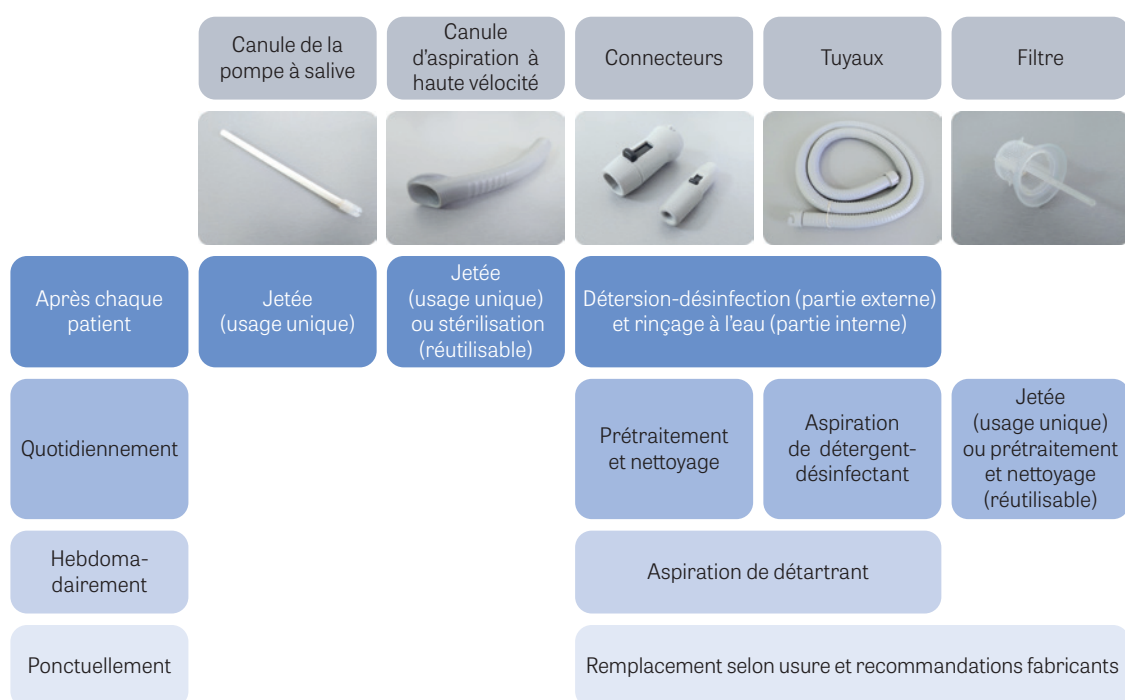 Canule de la
pompe à salive
Canule
d'aspiration à
haute vélocité
Connecteurs
Tuyaux
Filtre
Après chaque
patient
Jetée
(usage unique)
Jetée
(usage unique)
ou stérilisation
(réutilisable)
Détersion-désinfection (partie externe)
et rinçage à l'eau (partie interne)
Quotidiennement
Prétraitement
et nettoyage
Aspiration
de détergent-
désinfectant
Jetée
(usage unique)
ou prétraitement
et nettoyage
(réutilisable)
Hebdoma-
dairement
Aspiration de détartrant
Ponctuellement
Remplacement selon usure et recommandations fabricants